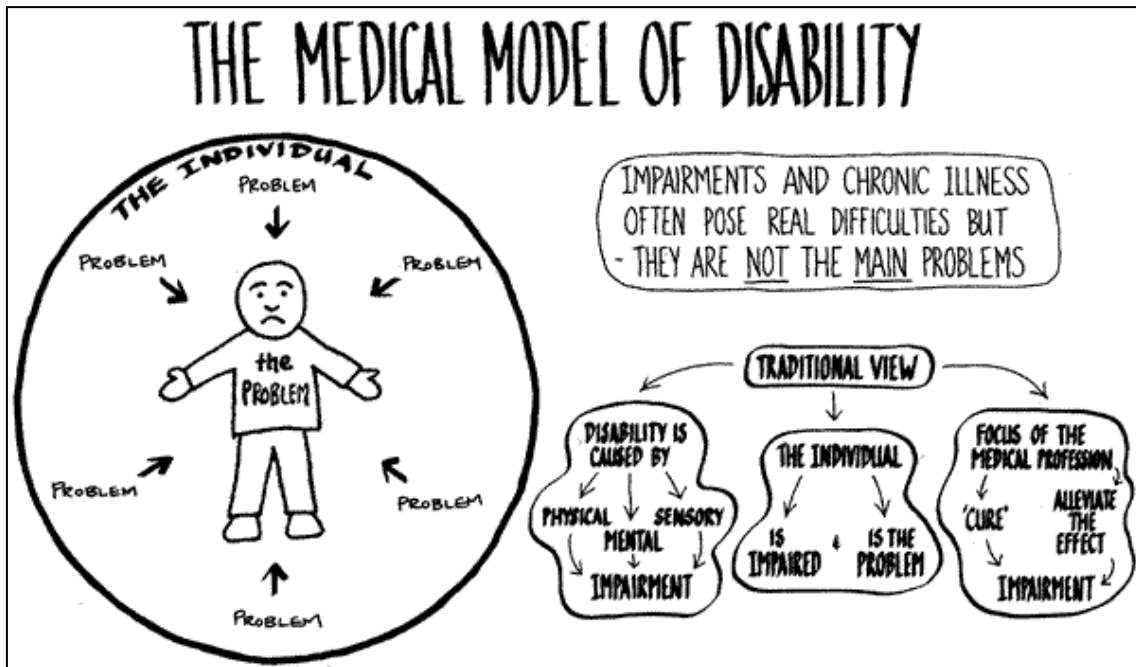 THE MEDICAL MODEL OF DISABILITY
THE INDIVIDUAL
PROBLEM
PROBLEM
PROBLEM
the
PROBLEM
PROBLEM
PROBLEM
PROBLEM
IMPAIRMENTS AND CHRONIC ILLNESS
OFTEN POSE REAL DIFFICULTIES BUT
- THEY ARE NOT THE MAIN PROBLEMS
TRADITIONAL VIEW
DISABILITY IS
CAUSED BY
PHYSICAL SENSORY
MENTAL
IMPAIRMENT
THE INDIVIDUAL
IS
IMPAIRED
&
IS THE
PROBLEM
FOCUS OF THE
MEDICAL PROFESSION
'CURE'
ALLEVIATE
THE
EFFECT
IMPAIRMENT